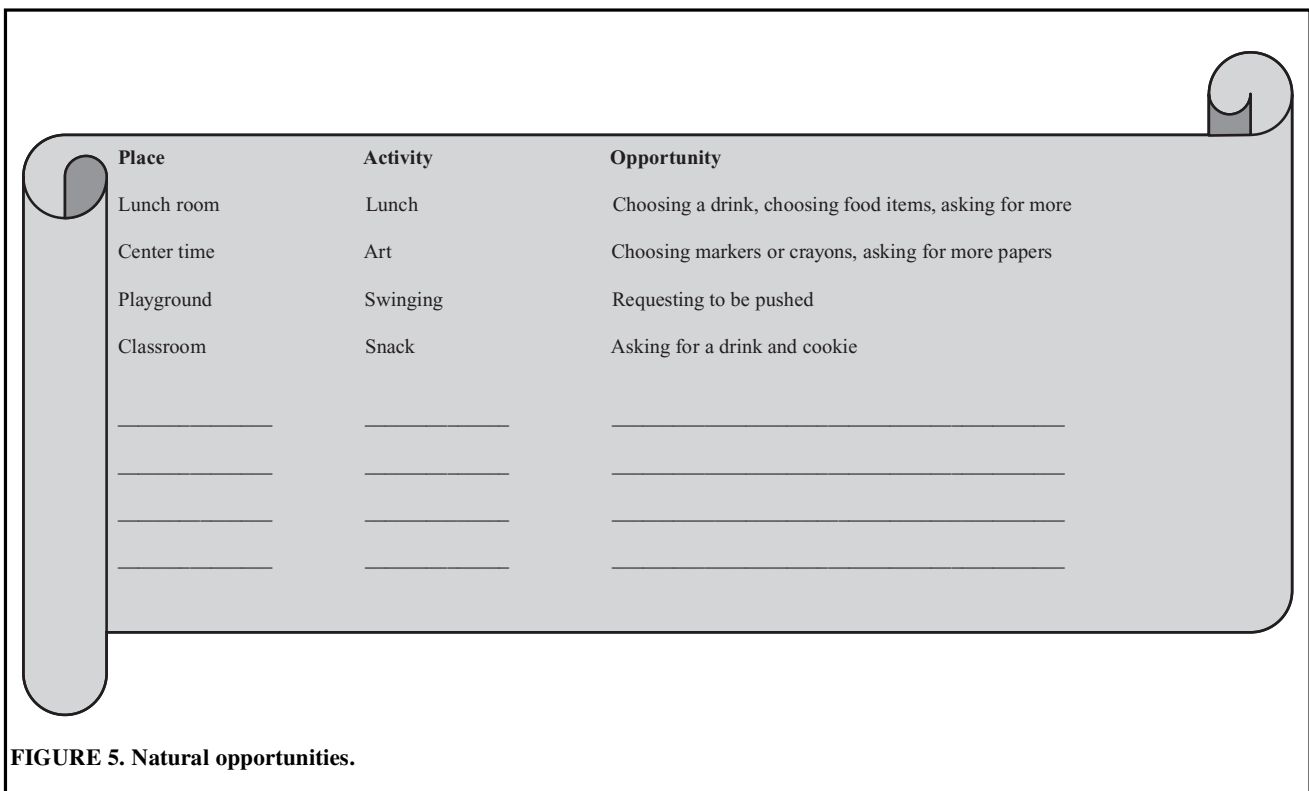 Place Activity Opportunity
Lunch room Lunch Choosing a drink, choosing food items, asking for more
Center time Art Choosing markers or crayons, asking for more papers
Playground Swinging Requesting to be pushed
Classroom Snack Asking for a drink and cookie
FIGURE 5. Natural opportunities.